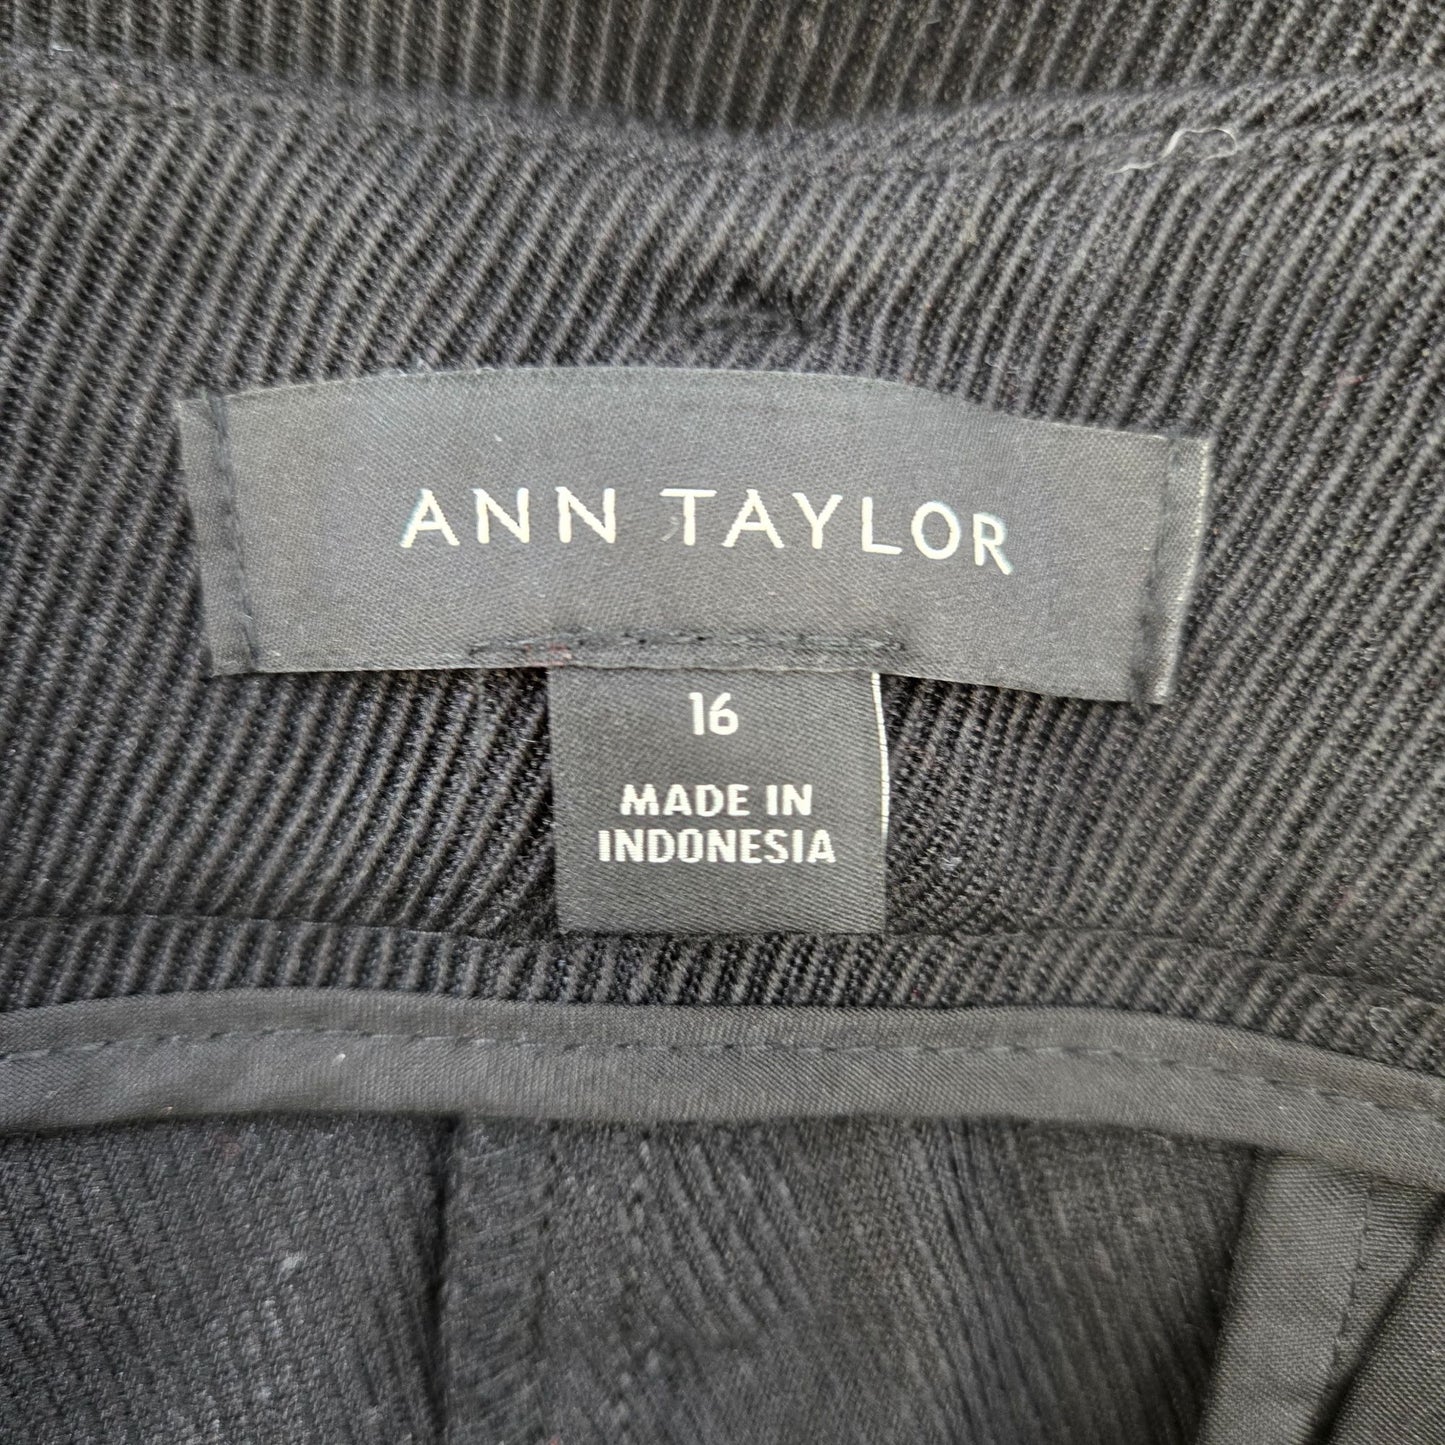 ANN TAYLOR
16
MADE IN
INDONESIA